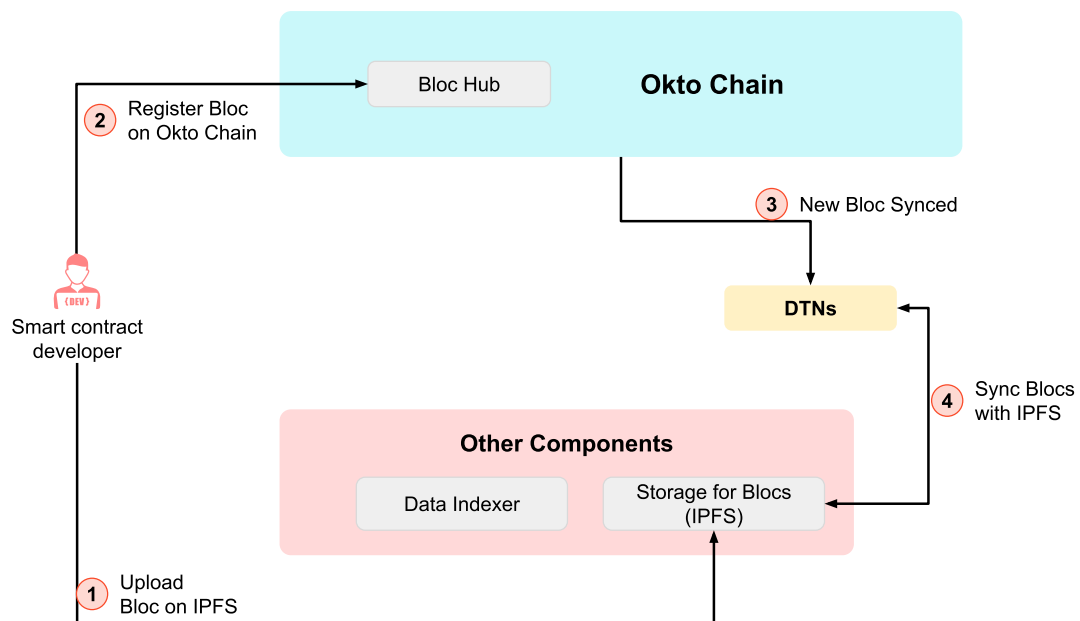 Bloc Hub
Okto Chain
2
Register Bloc
on Okto Chain
3
New Bloc Synced
{DEV}
Smart contract
developer
DTNs
4
Sync Blocs
with IPFS
Other Components
Data Indexer
Storage for Blocs
(IPFS)
1
Upload
Bloc on IPFS